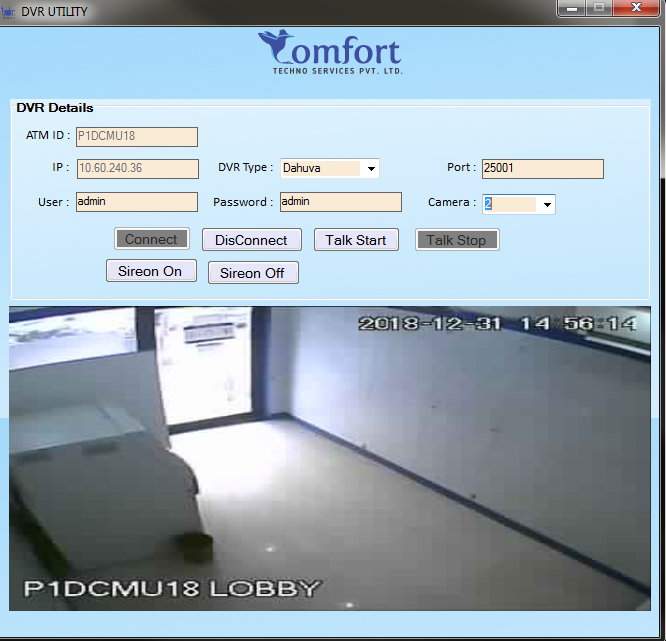 DVR UTILITY
Comfort
TECHNO SERVICES PVT. LTD.
DVR Details
ATM ID : P1DCMU18
IP : 10.60.240.36 DVR Type : Dahuva Port : 25001
User : admin Password : admin Camera : 2
Connect DisConnect Talk Start Talk Stop
Sireon On Sireon Off
2018-12-31 14:56:14
P1DCMU18 LOBBY